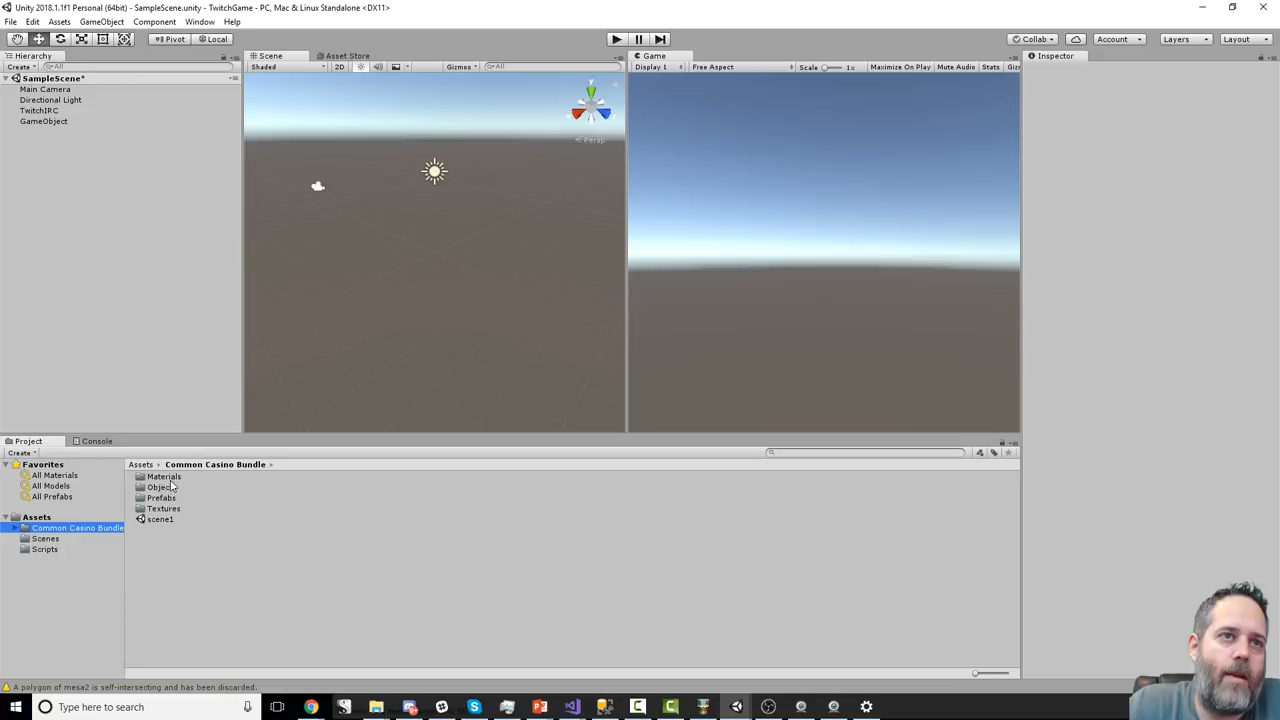 Unity 2018.1.1f1 Personal (64bit) - SampleScene.unity - TwitchGame - PC, Mac & Linux Standalone <DX11>
File Edit Assets GameObject Component Window Help
Pivot Local Collab Account Layers Layout
Hierarchy Scene Asset Store Game Inspector
Create All Shaded 2D Gizmos All Display 1 Free Aspect Scale 1x Maximize On Play Mute Audio Stats Giz
SampleScene*
Main Camera
Directional Light
TwitchIRC
GameObject
y
Persp
Project Console
Create
Favorites
All Materials
All Models
All Prefabs
Assets
Common Casino Bundle
Scenes
Scripts
Assets Common Casino Bundle
Materials
Objec
Prefabs
Textures
scene1
A polygon of mesa2 is self-intersecting and has been discarded.
Type here to search